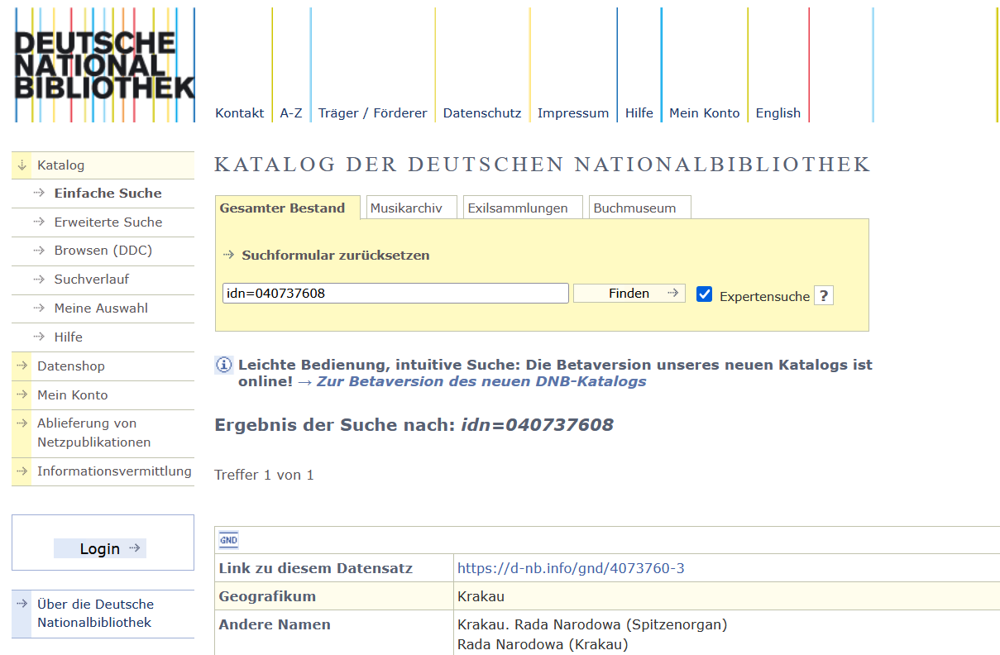 DEUTSCHE
NATIONAL
BIBLIOTHEK
Kontakt A-Z Träger / Förderer Datenschutz Impressum Hilfe Mein Konto English
Katalog
Einfache Suche
Erweiterte Suche
Browsen (DDC)
Suchverlauf
Meine Auswahl
Hilfe
Datenshop
Mein Konto
Ablieferung von
Netzpublikationen
Informationsvermittlung
Login
Über die Deutsche
Nationalbibliothek
KATALOG DER DEUTSCHEN NATIONALBIBLIOTHEK
Gesamter Bestand Musikarchiv Exilsammlungen Buchmuseum
Suchformular zurücksetzen
idn=040737608 Finden Expertensuche ?
Leichte Bedienung, intuitive Suche: Die Betaversion unseres neuen Katalogs ist
online! → Zur Betaversion des neuen DNB-Katalogs
Ergebnis der Suche nach: idn=040737608
Treffer 1 von 1
GND
Link zu diesem Datensatz https://d-nb.info/gnd/4073760-3
Geografikum Krakau
Andere Namen Krakau. Rada Narodowa (Spitzenorgan)
Rada Narodowa (Krakau)